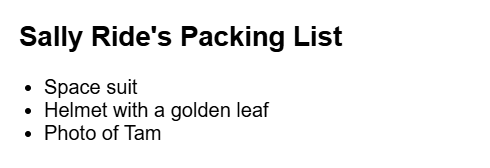 Sally Ride's Packing List
• Space suit
• Helmet with a golden leaf
• Photo of Tam